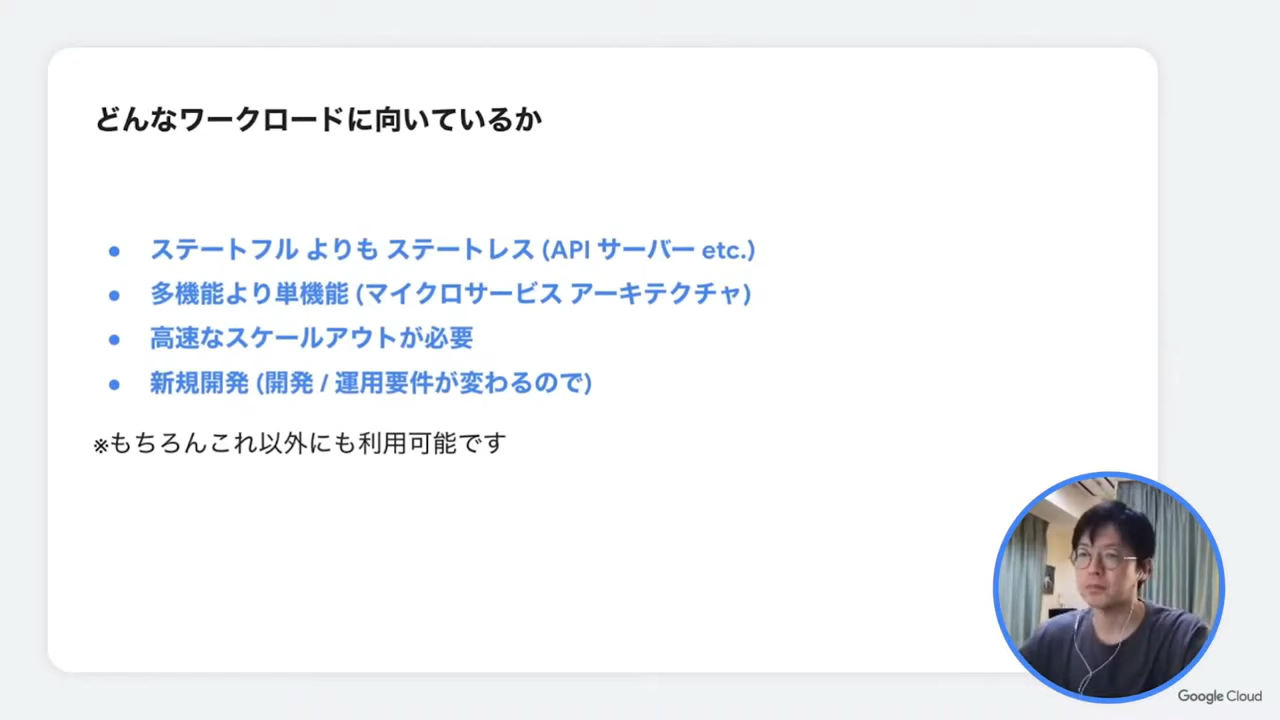 どんなワークロードに向いているか
● ステートフル よりも ステートレス (API サーバー etc.)
● 多機能より単機能 (マイクロサービス アーキテクチャ)
● 高速なスケールアウトが必要
● 新規開発 (開発 / 運用要件が変わるので)
※もちろんこれ以外にも利用可能です
Google Cloud